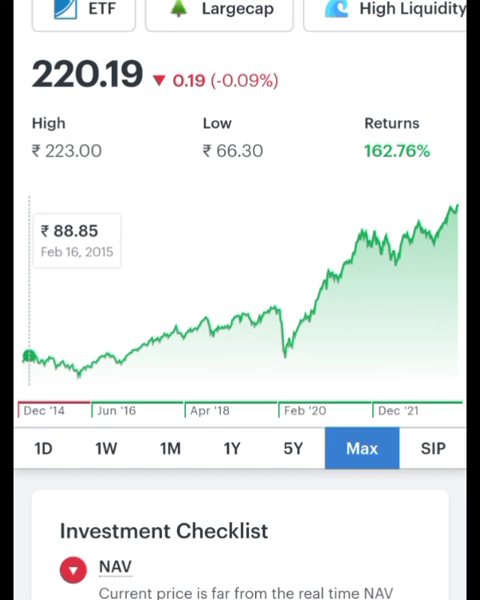 ETF Largecap High Liquidity
220.19 ▼ 0.19 (-0.09%)
High Low Returns
₹ 223.00 ₹ 66.30 162.76%
₹ 88.85
Feb 16, 2015
Dec '14 Jun '16 Apr '18 Feb '20 Dec '21
1D 1W 1M 1Y 5Y Max SIP
Investment Checklist
NAV
Current price is far from the real time NAV